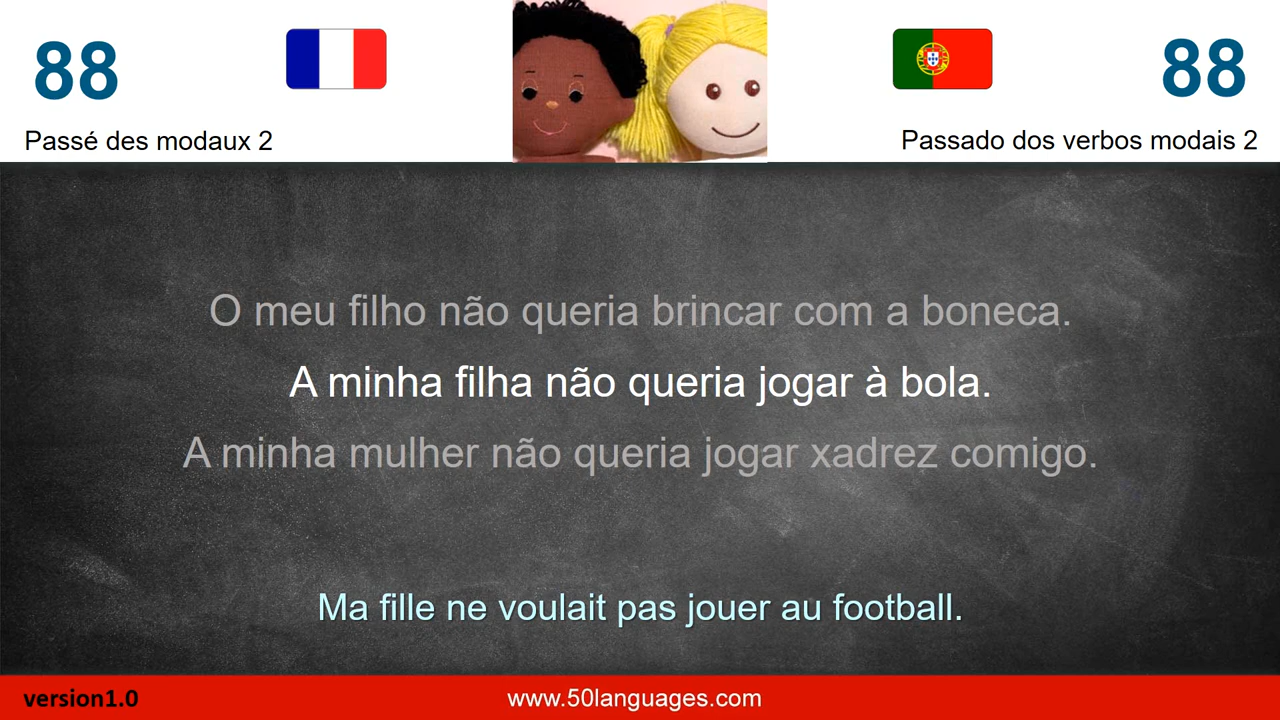 88
88
Passé des modaux 2
Passado dos verbos modais 2
O meu filho não queria brincar com a boneca.
A minha filha não queria jogar à bola.
A minha mulher não queria jogar xadrez comigo.
Ma fille ne voulait pas jouer au football.
version1.0
www.50languages.com